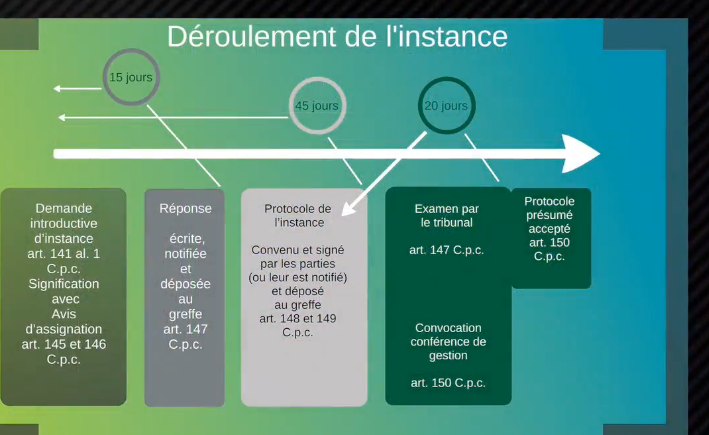 Déroulement de l'instance
15 jours
45 jours
20 jours
Demande
introductive
d'instance
art. 141 al. 1
C.p.c.
Signification
avec
Avis
d'assignation
art. 145 et 146
C.p.c.
Réponse
écrite,
notifiée
et
déposée
au
greffe
art. 147
C.p.c.
Protocole de
l'instance
Convenu et signé
par les parties
(ou leur est notifié)
et déposé
au greffe
art. 148 et 149
C.p.c.
Examen par
le tribunal
art. 147 C.p.c.
Convocation
conférence de
gestion
art. 150 C.p.c.
Protocole
présumé
accepté
art. 150
C.p.c.